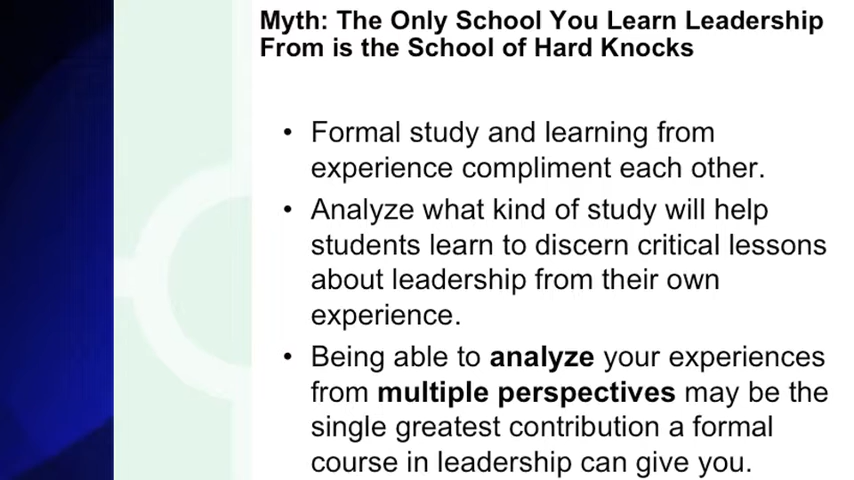 Myth: The Only School You Learn Leadership
From is the School of Hard Knocks
• Formal study and learning from
experience compliment each other.
• Analyze what kind of study will help
students learn to discern critical lessons
about leadership from their own
experience.
• Being able to analyze your experiences
from multiple perspectives may be the
single greatest contribution a formal
course in leadership can give you.